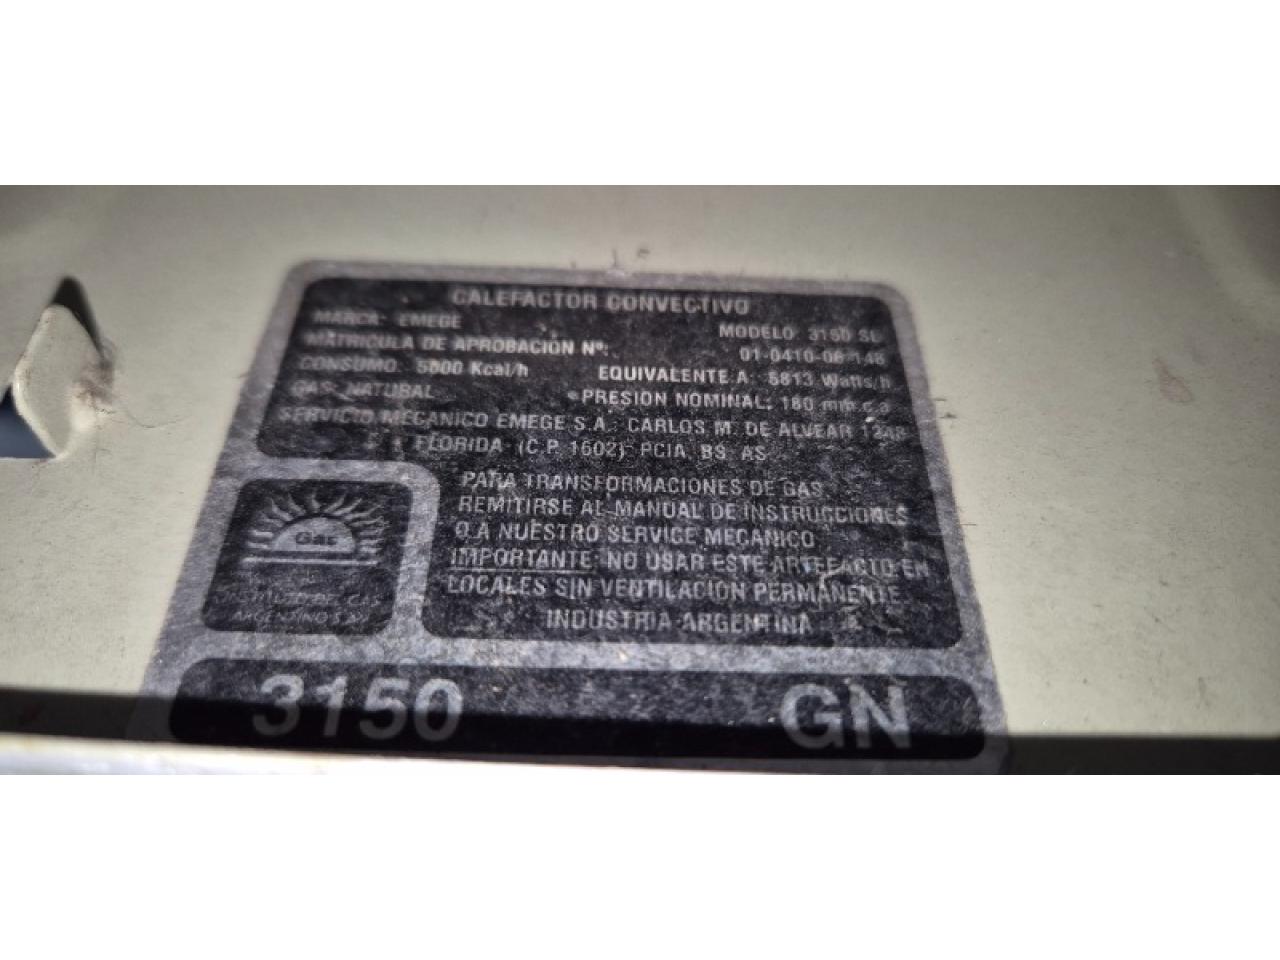 CALEFACTOR CONVECTIVO
MARCA: EMEGE MODELO: 3150 SL
MATRICULA DE APROBACION Nº: 01-0410-06-148
CONSUMO: 5000 Kcal/h EQUIVALENTE A: 5813 Watts/h
GAS NATURAL PRESION NOMINAL: 180 mm c.a
SERVICIO MECANICO EMEGE S.A.: CARLOS M. DE ALVEAR
FLORIDA (C.P. 1602) PCIA. BS. AS.
PARA TRANSFORMACIONES DE GAS
REMITIRSE AL MANUAL DE INSTRUCCIONES
O A NUESTRO SERVICE MECANICO
IMPORTANTE: NO USAR ESTE ARTEFACTO EN
LOCALES SIN VENTILACION PERMANENTE.
INDUSTRIA ARGENTINA
Gas
ARGENTINO S.A.
3150 GN